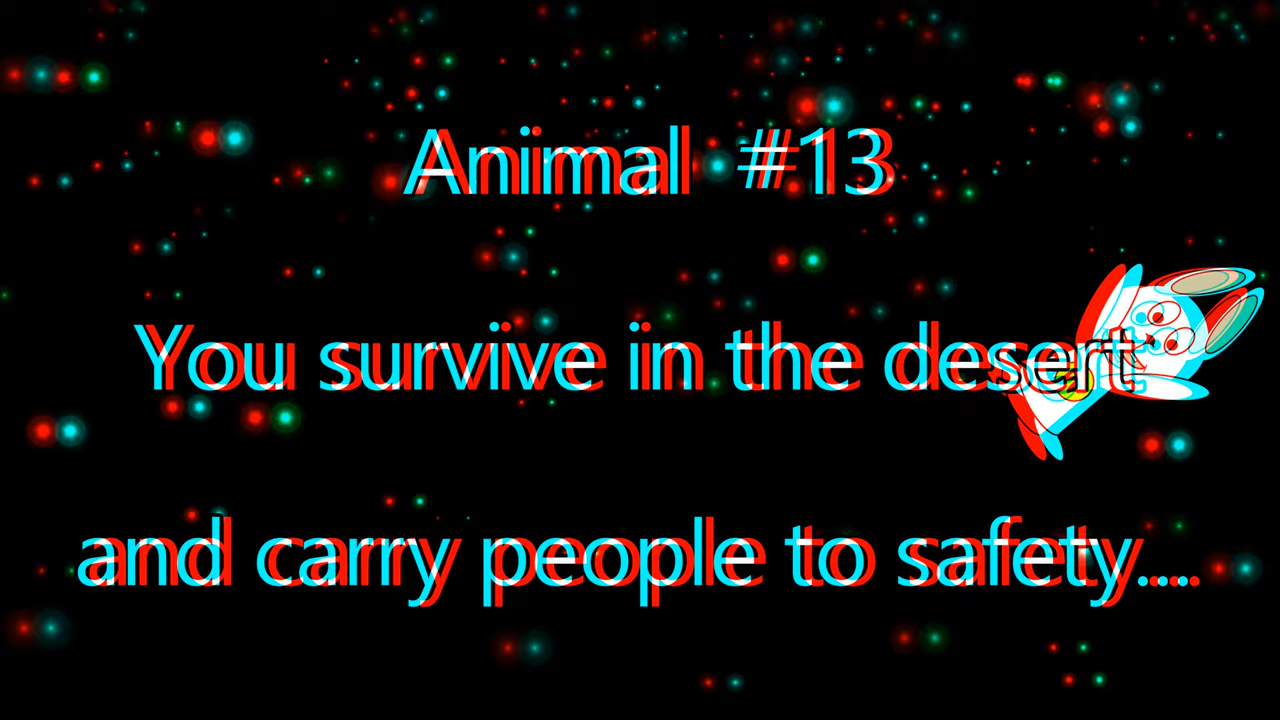 Animal #13
You survive in the desert
and carry people to safety.....